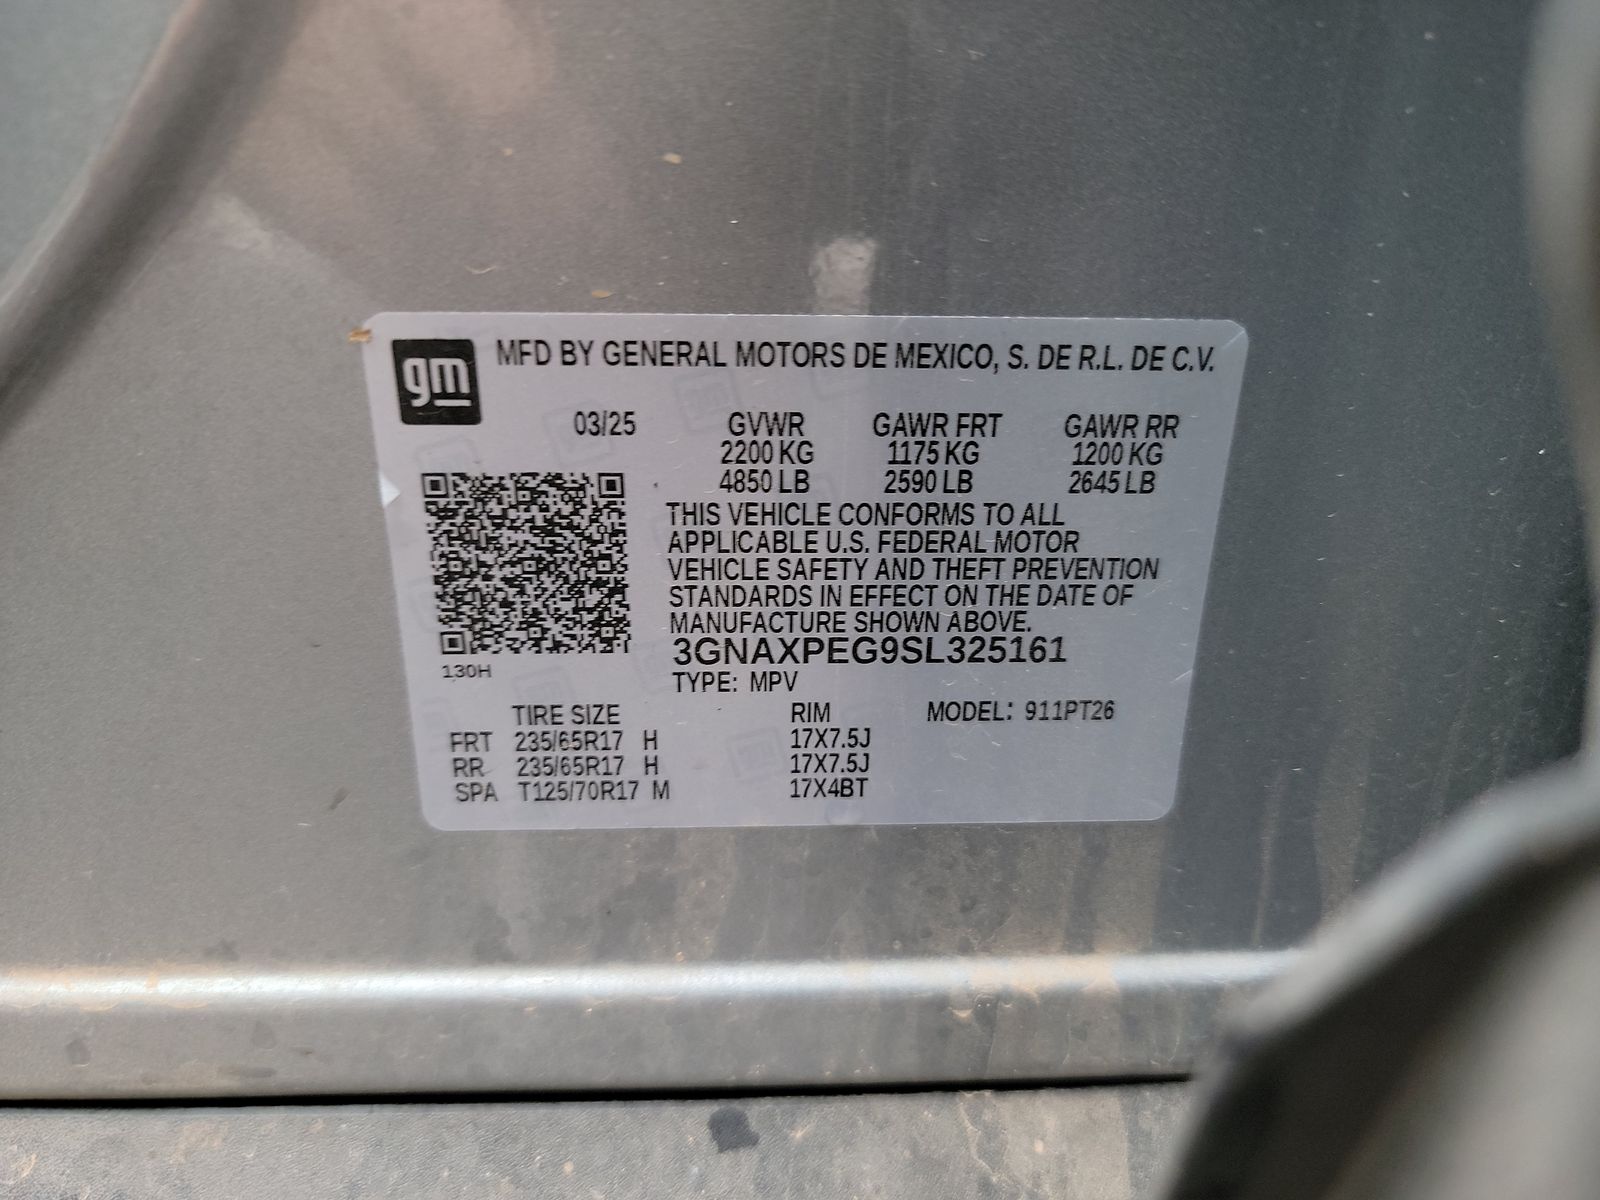 gm MFD BY GENERAL MOTORS DE MEXICO, S. DE R.L. DE C.V.
03/25 GVWR GAWR FRT GAWR RR
2200 KG 1175 KG 1200 KG
4850 LB 2590 LB 2645 LB
THIS VEHICLE CONFORMS TO ALL
APPLICABLE U.S. FEDERAL MOTOR
VEHICLE SAFETY AND THEFT PREVENTION
STANDARDS IN EFFECT ON THE DATE OF
MANUFACTURE SHOWN ABOVE.
3GNAXPEG9SL325161
130H
TYPE: MPV
TIRE SIZE RIM MODEL: 911PT26
FRT 235/65R17 H 17X7.5J
RR 235/65R17 H 17X7.5J
SPA T125/70R17 M 17X4BT